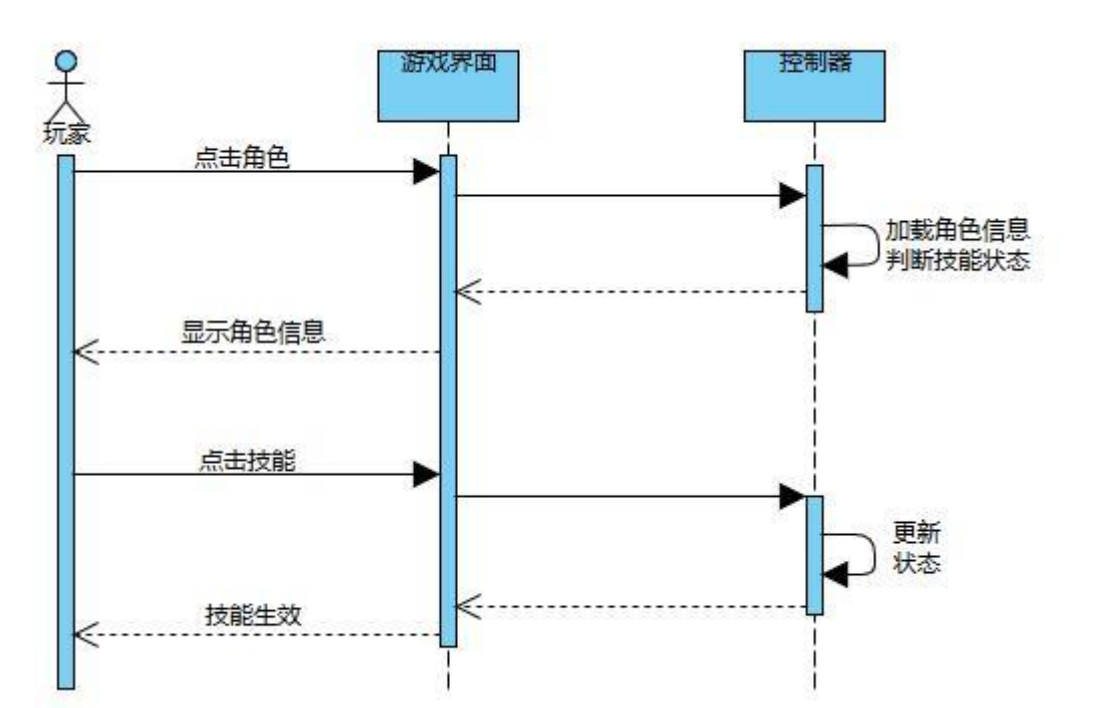 游戏界面
控制器
玩家
点击角色
加载角色信息
判断技能状态
显示角色信息
点击技能
更新
状态
技能生效